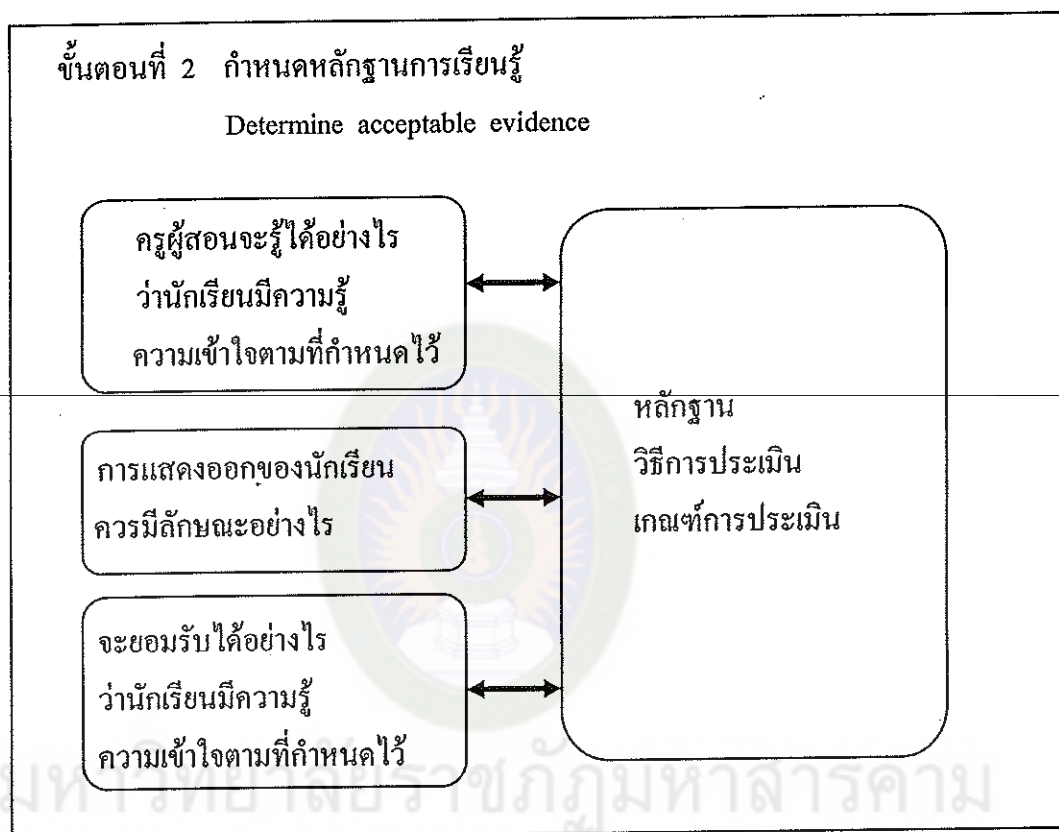 ขั้นตอนที่ 2 กำหนดหลักฐานการเรียนรู้
Determine acceptable evidence
ครูผู้สอนจะรู้ได้อย่างไร
ว่านักเรียนมีความรู้
ความเข้าใจตามที่กำหนดไว้
การแสดงออกของนักเรียน
ควรมีลักษณะอย่างไร
จะยอมรับได้อย่างไร
ว่านักเรียนมีความรู้
ความเข้าใจตามที่กำหนดไว้
หลักฐาน
วิธีการประเมิน
เกณฑ์การประเมิน
มหาวิทยาลัยราชภัฏมหาสารคาม